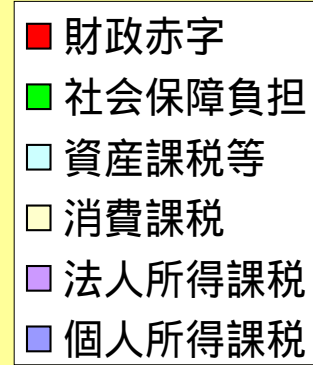 財政赤字
社会保障負担
資産課税等
消費課税
法人所得課税
個人所得課税